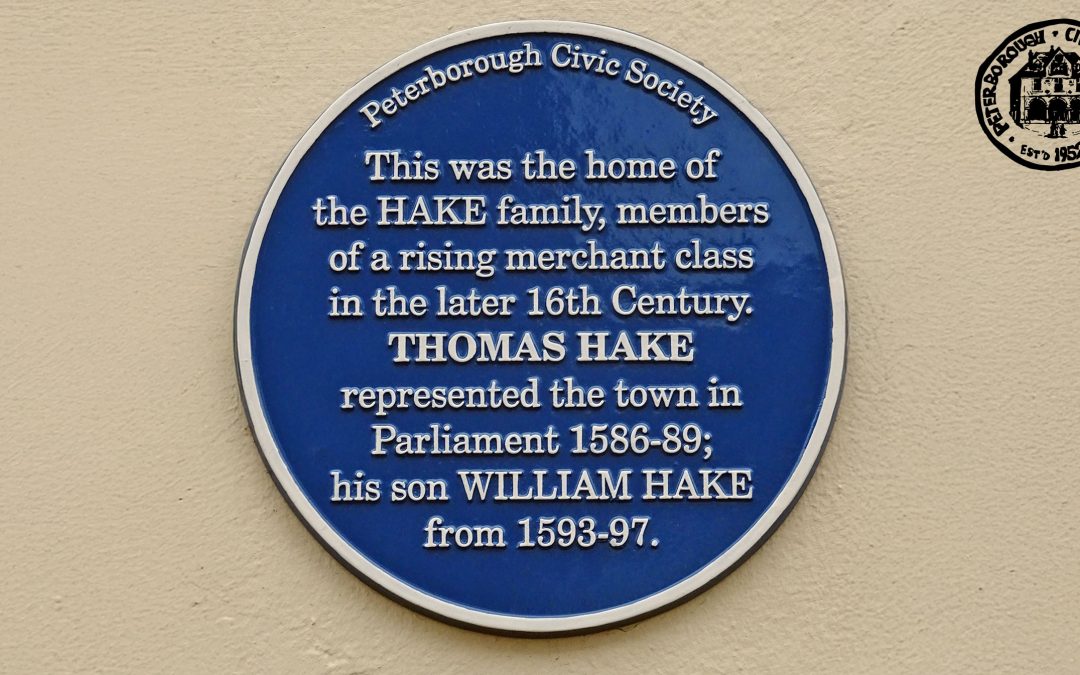 Peterborough Civic Society
This was the home of
the HAKE family, members
of a rising merchant class
in the later 16th Century.
THOMAS HAKE
represented the town in
Parliament 1586-89;
his son WILLIAM HAKE
from 1593-97.
PETERBOROUGH · CI
EST'D 1952